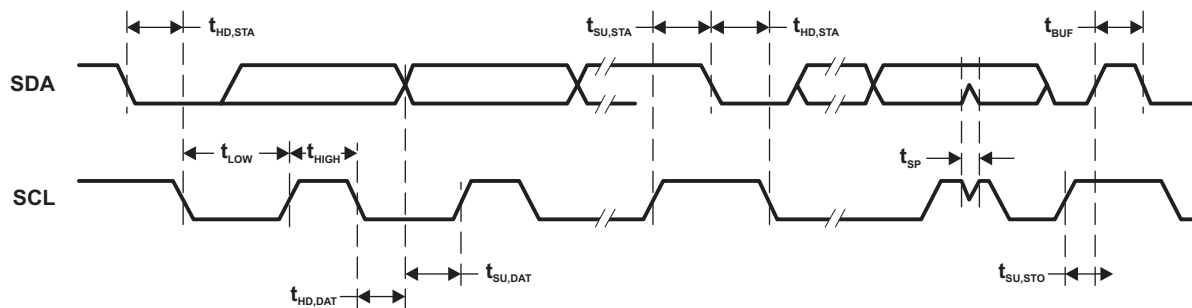 tHD,STA
tSU,STA
tHD,STA
tBUF
SDA
tLOW
tHIGH
tSP
SCL
tSU,DAT
tSU,STO
tHD,DAT